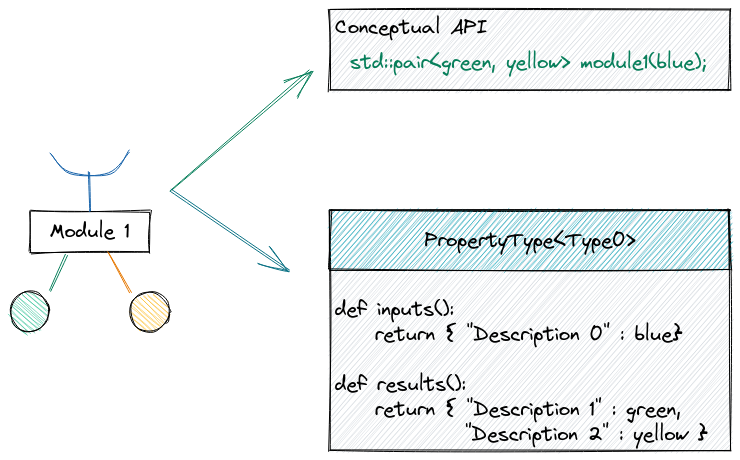 Conceptual API
std::pair<green, yellow> module1(blue);
Module 1
PropertyType<Type0>
def inputs():
return { "Description 0" : blue}
def results():
return { "Description 1" : green,
"Description 2" : yellow }